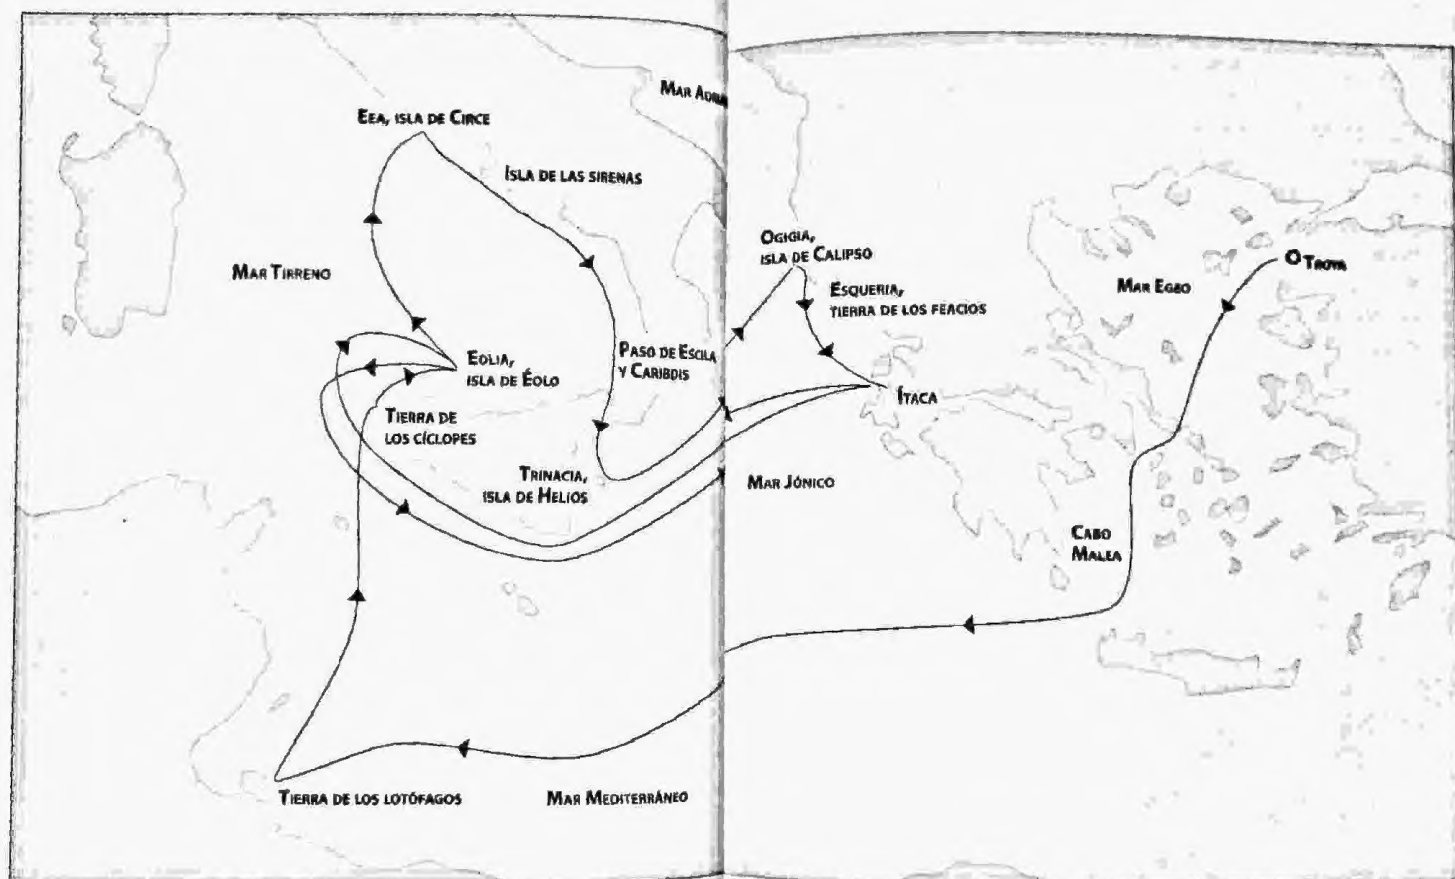 MAR ADRIA
EEA, ISLA DE CIRCE
ISLA DE LAS SIRENAS
MAR TIRRENO
EOLIA,
ISLA DE ÉOLO
PASO DE ESCILA
Y CARIBDIS
TIERRA DE
LOS CÍCLOPES
TRINACIA,
ISLA DE HELIOS
TIERRA DE LOS LOTÓFAGOS
MAR MEDITERRÁNEO
OGIGIA,
ISLA DE CALIPSO
ESQUERIA,
TIERRA DE LOS FEACIOS
MAR EGEO
TROYA
ÍTACA
MAR JÓNICO
CABO
MALEA